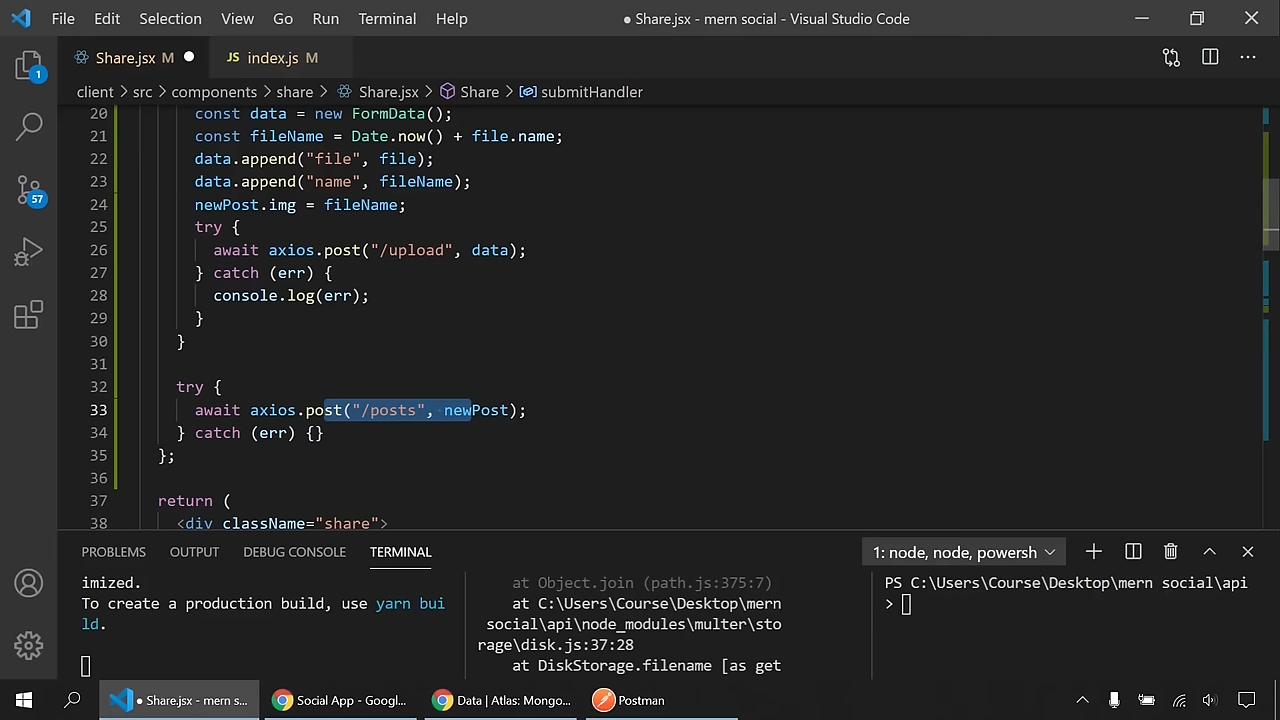 File Edit Selection View Go Run Terminal Help ● Share.jsx - mern social - Visual Studio Code
Share.jsx M JS index.js M
client > src > components > share > Share.jsx > Share > submitHandler
20 const data = new FormData();
21 const fileName = Date.now() + file.name;
22 data.append("file", file);
23 data.append("name", fileName);
24 newPost.img = fileName;
25 try {
26 await axios.post("/upload", data);
27 } catch (err) {
28 console.log(err);
29 }
30 }
31
32 try {
33 await axios.post("/posts", newPost);
34 } catch (err) {}
35 };
36
37 return (
38 <div className="share">
1
57
PROBLEMS OUTPUT DEBUG CONSOLE TERMINAL 1: node, node, powersh
imized.
To create a production build, use yarn bui
ld.
at Object.join (path.js:375:7)
at C:\Users\Course\Desktop\mern
social\api\node_modules\multer\sto
rage\disk.js:37:28
at DiskStorage.filename [as get
PS C:\Users\Course\Desktop\mern social\api
>
● Share.jsx - mern s... Social App - Googl... Data | Atlas: Mongo... Postman